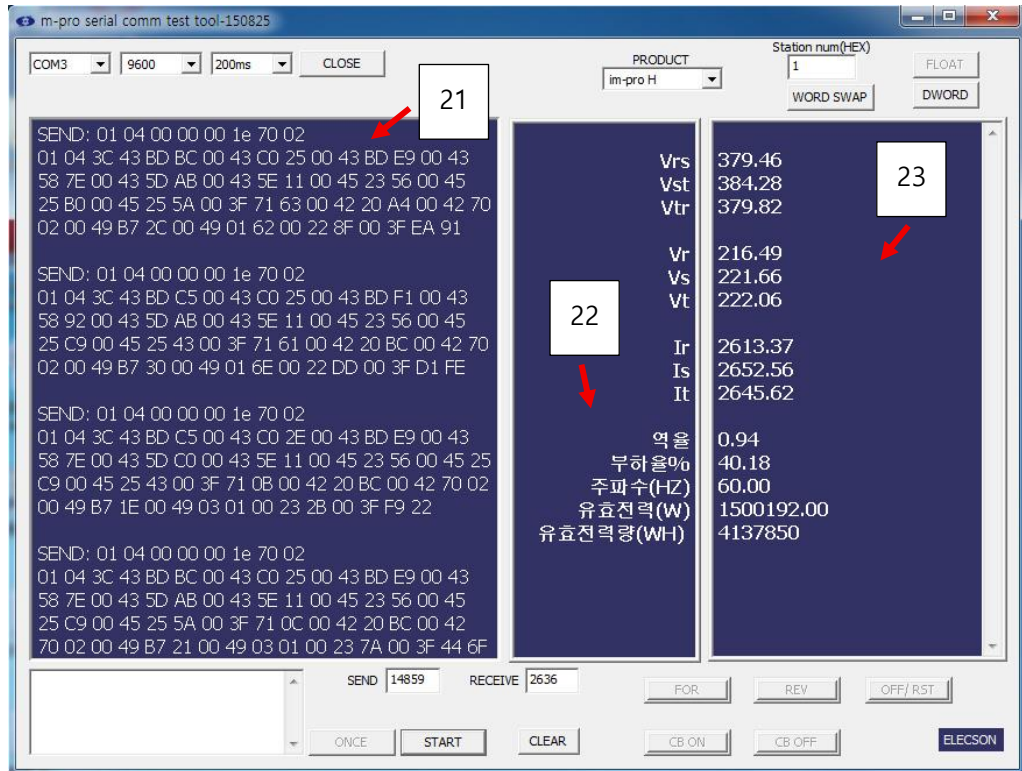 m-pro serial comm test tool-150825
COM3 9600 200ms CLOSE
PRODUCT
im-pro H
Station num(HEX)
1
FLOAT
WORD SWAP
DWORD
21
SEND: 01 04 00 00 00 1e 70 02
01 04 3C 43 BD BC 00 43 C0 25 00 43 BD E9 00 43
58 7E 00 43 5D AB 00 43 5E 11 00 45 23 56 00 45
25 B0 00 45 25 5A 00 3F 71 63 00 42 20 A4 00 42 70
02 00 49 B7 2C 00 49 01 62 00 22 8F 00 3F EA 91
SEND: 01 04 00 00 00 1e 70 02
01 04 3C 43 BD C5 00 43 C0 25 00 43 BD F1 00 43
58 92 00 43 5D AB 00 43 5E 11 00 45 23 56 00 45
25 C9 00 45 25 43 00 3F 71 61 00 42 20 BC 00 42 70
02 00 49 B7 30 00 49 01 6E 00 22 DD 00 3F D1 FE
SEND: 01 04 00 00 00 1e 70 02
01 04 3C 43 BD C5 00 43 C0 2E 00 43 BD E9 00 43
58 7E 00 43 5D C0 00 43 5E 11 00 45 23 56 00 45 25
C9 00 45 25 43 00 3F 71 0B 00 42 20 BC 00 42 70 02
00 49 B7 1E 00 49 03 01 00 23 2B 00 3F F9 22
SEND: 01 04 00 00 00 1e 70 02
01 04 3C 43 BD BC 00 43 C0 25 00 43 BD E9 00 43
58 7E 00 43 5D AB 00 43 5E 11 00 45 23 56 00 45
25 C9 00 45 25 5A 00 3F 71 0C 00 42 20 BC 00 42
70 02 00 49 B7 21 00 49 03 01 00 23 7A 00 3F 44 6F
22
23
Vrs 379.46
Vst 384.28
Vtr 379.82
Vr 216.49
Vs 221.66
Vt 222.06
Ir 2613.37
Is 2652.56
It 2645.62
역율 0.94
부하율% 40.18
주파수(HZ) 60.00
유효전력(W) 1500192.00
유효전력량(WH) 4137850
SEND 14859 RECEIVE 2636
FOR REV OFF/RST
ONCE START CLEAR CB ON CB OFF ELECSON